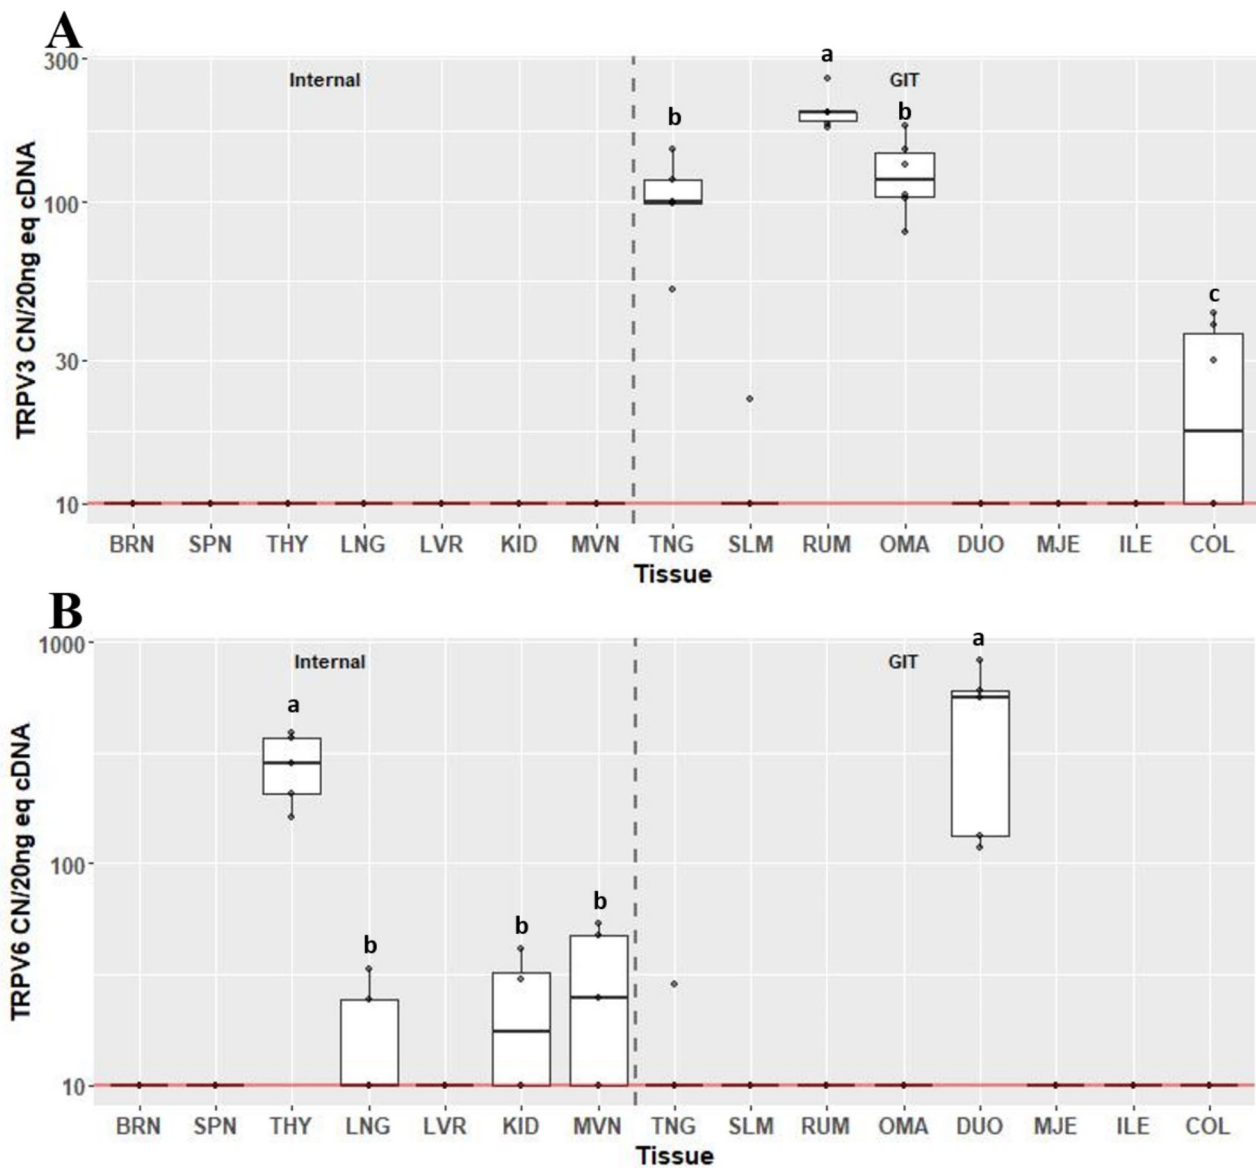 A
TRPV3 CN/20ng eq cDNA
300
100
30
10
Internal
GIT
b
a
b
c
BRN SPN THY LNG LVR KID MVN TNG SLM RUM OMA DUO MJE ILE COL
Tissue
B
TRPV6 CN/20ng eq cDNA
1000
100
10
Internal
GIT
a
b
b
b
a
BRN SPN THY LNG LVR KID MVN TNG SLM RUM OMA DUO MJE ILE COL
Tissue